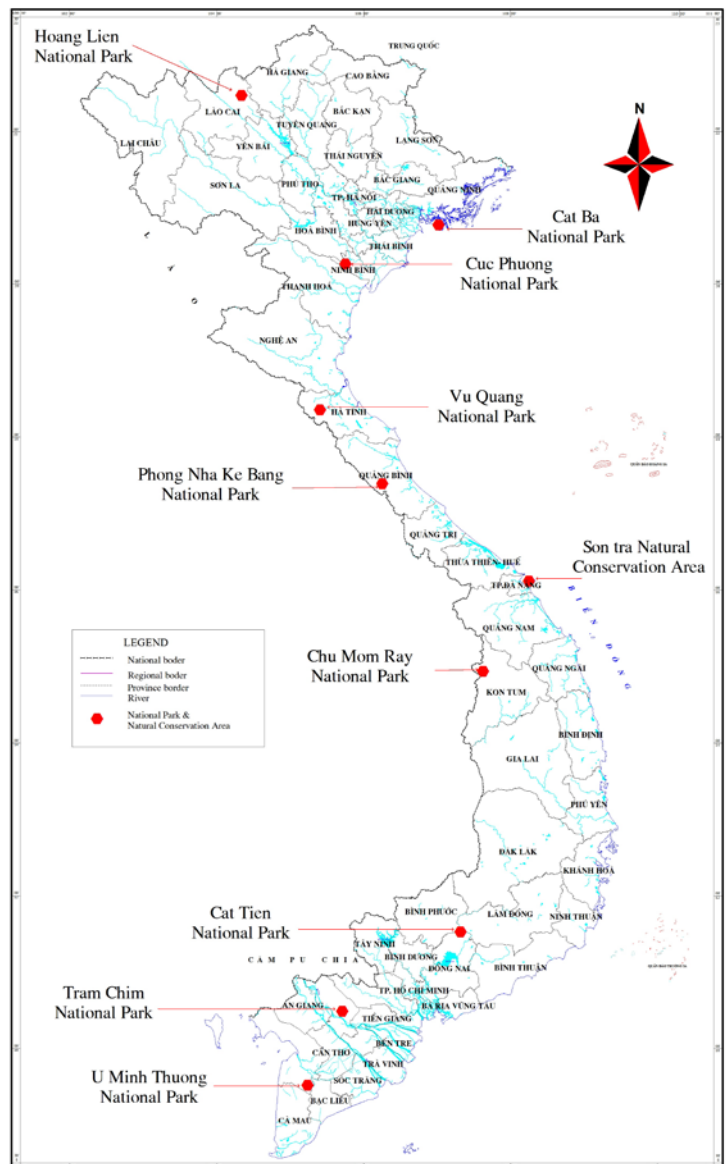 Hoang Lien
National Park
TRUNG QUỐC
HÀ GIANG
CAO BẰNG
LÀO CAI
BẮC KẠN
TUYÊN QUANG
LẠNG SƠN
LAI CHÂU
YÊN BÁI
THÁI NGUYÊN
N
BẮC GIANG
SƠN LA
PHÚ THỌ
QUẢNG NINH
TP. HÀ NỘI
HẢI DƯƠNG
Cat Ba
National Park
HƯNG YÊN
HOÀ BÌNH
LÀO
THÁI BÌNH
Cuc Phuong
National Park
NINH BÌNH
THANH HOÁ
NGHỆ AN
Vu Quang
National Park
HÀ TĨNH
Phong Nha Ke Bang
National Park
QUẢNG BÌNH
QUẢNG TRỊ
Son tra Natural
Conservation Area
THỪA THIÊN- HUẾ
TP.ĐÀ NẴNG
BIỂN ĐÔNG
QUẢNG NAM
LEGEND
National boder
Regional boder
Province border
River
National Park &
Natural Conservation Area
Chu Mom Ray
National Park
QUẢNG NGÃI
KON TUM
BÌNH ĐỊNH
GIA LAI
PHÚ YÊN
ĐĂK LĂK
KHÁNH HOÀ
Cat Tien
National Park
BÌNH PHƯỚC
LÂM ĐỒNG
NINH THUẬN
TÂY NINH
CĂM PU CHIA
BÌNH DƯƠNG
ĐỒNG NAI
BÌNH THUẬN
Tram Chim
National Park
TP. HỒ CHÍ MINH
AN GIANG
BÀ RỊA VŨNG TÀU
TIỀN GIANG
BẾN TRE
CẦN THƠ
TRÀ VINH
U Minh Thuong
National Park
SÓC TRĂNG
BẠC LIÊU
CÀ MAU